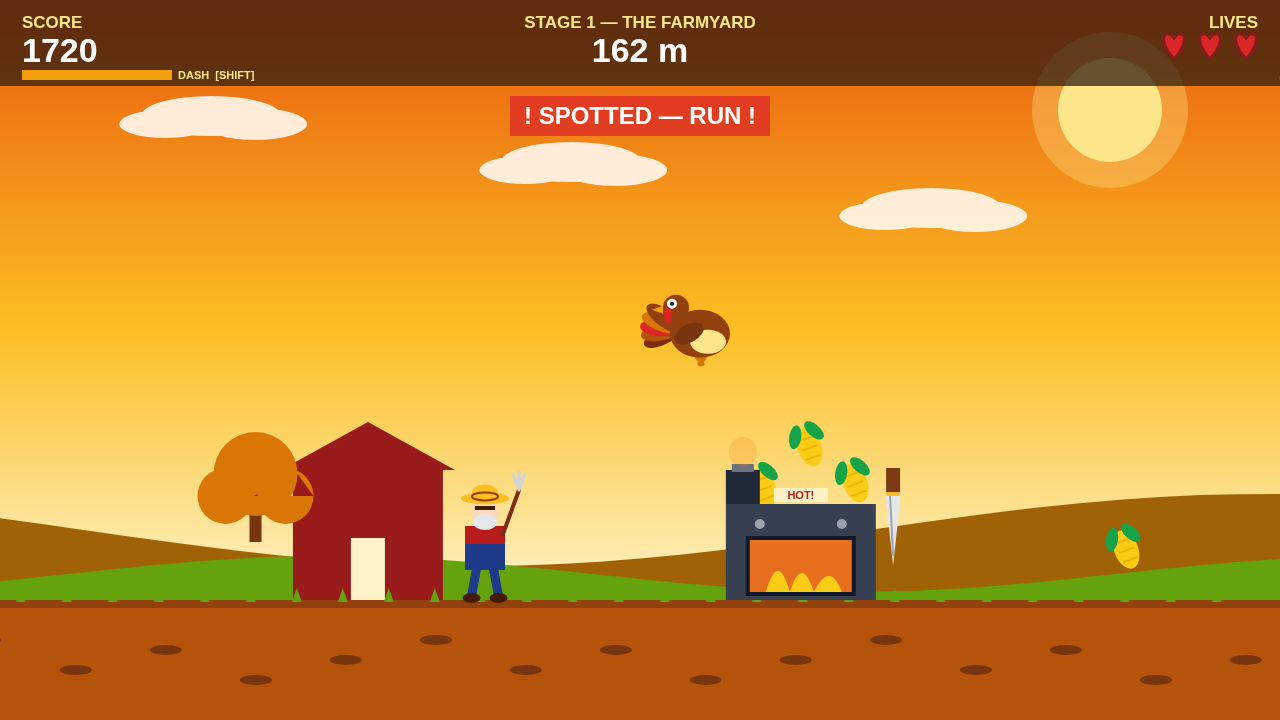 SCORE
1720
DASH [SHIFT]
STAGE 1 — THE FARMYARD
162 m
LIVES
! SPOTTED — RUN !
HOT!